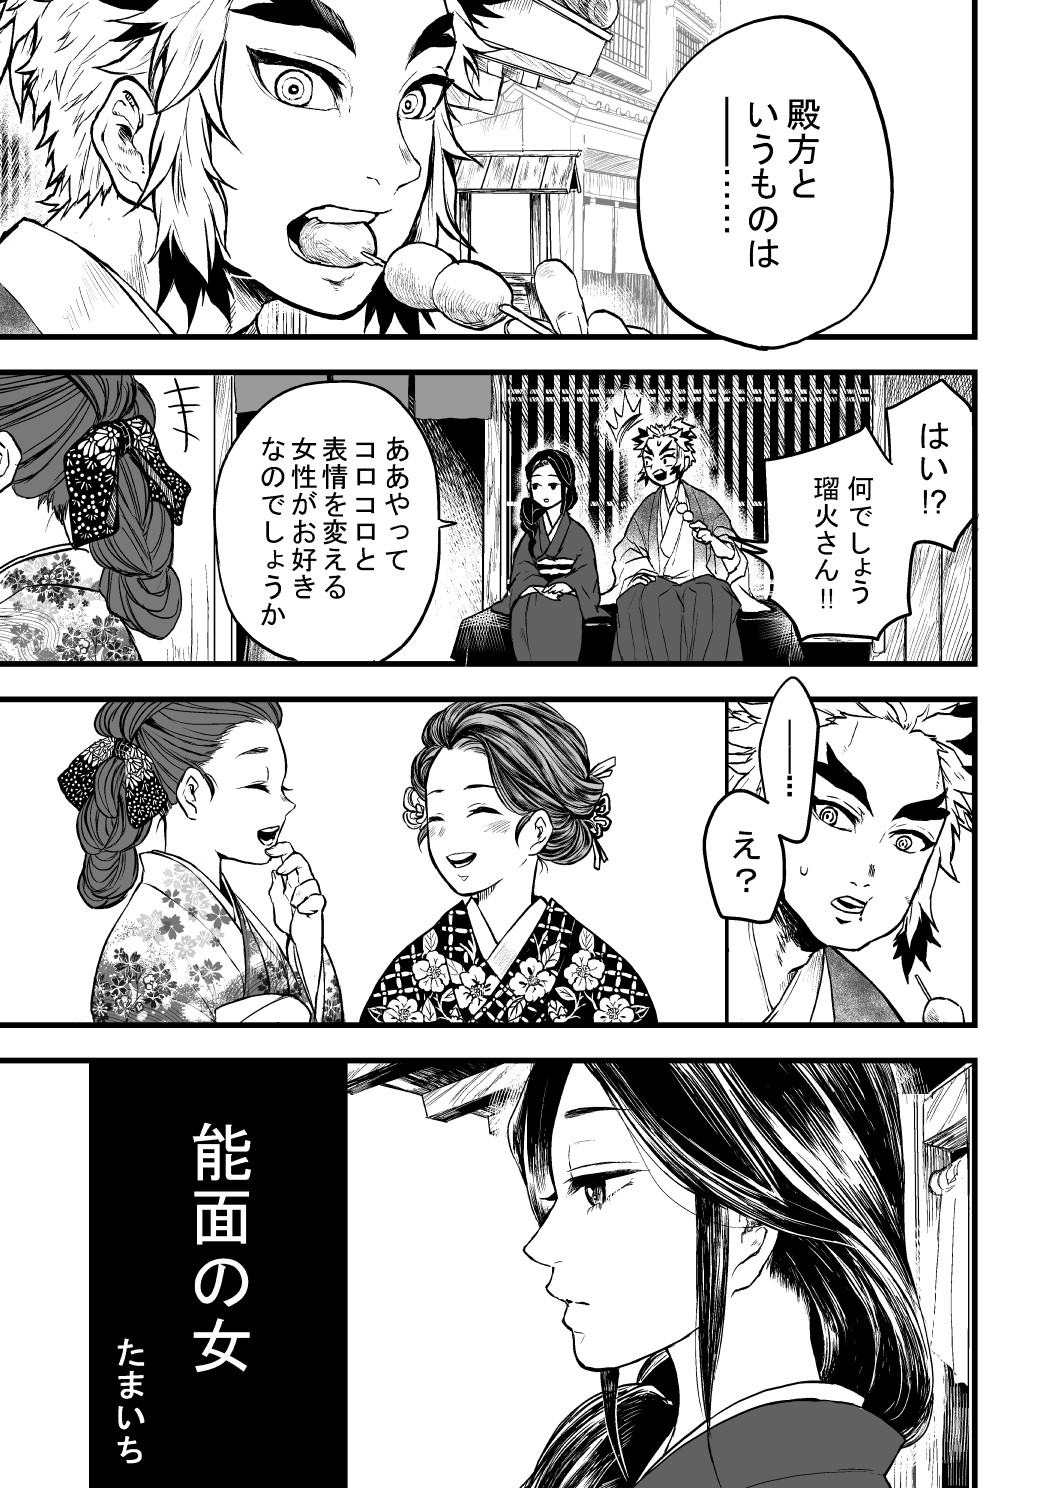 殿方と
いうものは
――……
はい!?
何でしょう
瑠火さん!!
ああやって
コロコロと
表情を変える
女性がお好き
なのでしょうか
――…
え？
能面の女
たまいち